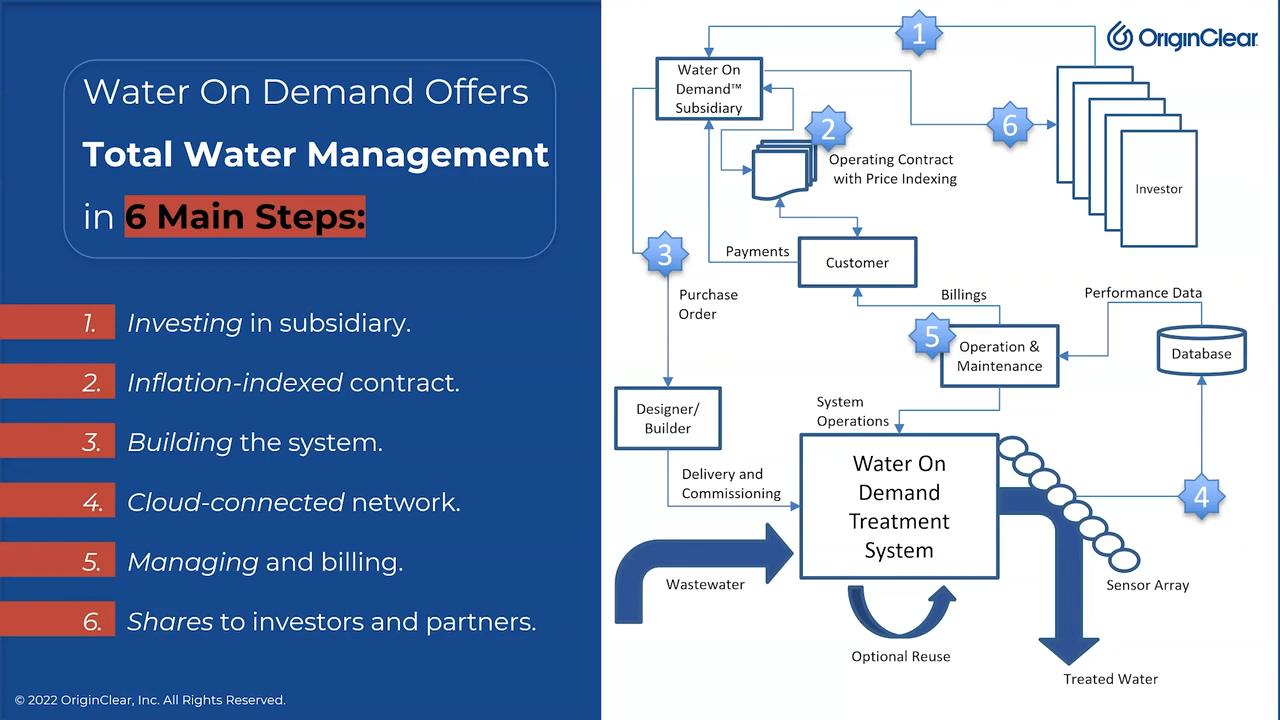 Water On Demand Offers
Total Water Management
in 6 Main Steps:
1. Investing in subsidiary.
2. Inflation-indexed contract.
3. Building the system.
4. Cloud-connected network.
5. Managing and billing.
6. Shares to investors and partners.
© 2022 OriginClear, Inc. All Rights Reserved.
OriginClear
1
Water On
Demand™
Subsidiary
2
6
Operating Contract
with Price Indexing
Investor
3
Payments
Customer
Purchase
Order
Billings
Performance Data
5
Operation &
Maintenance
Database
Designer/
Builder
System
Operations
Delivery and
Commissioning
Water On
Demand
Treatment
System
4
Wastewater
Sensor Array
Optional Reuse
Treated Water